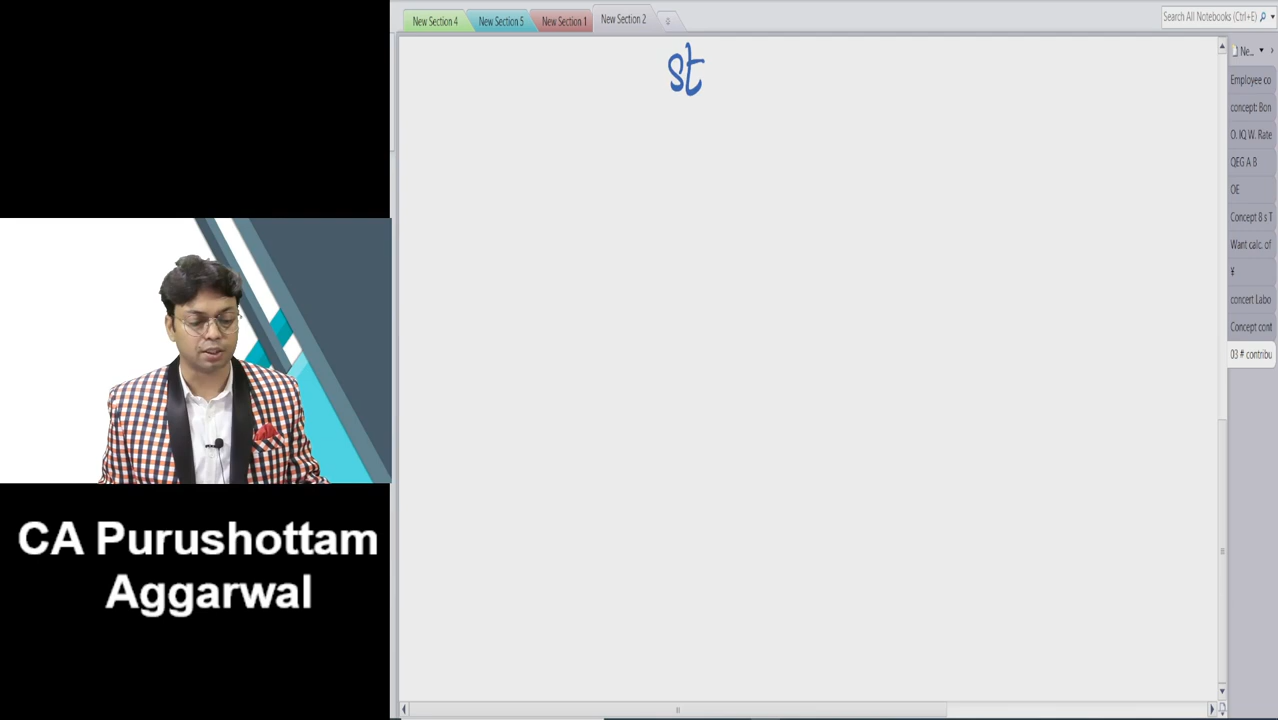 New Section 4
New Section 5
New Section 1
New Section 2
Search All Notebooks (Ctrl+E)
st
Ne...
Employee co
concept: Bon
O. IQ W. Rate
QEG A B
OE
Concept 8 s T
Want calc. of
¥
concert Labo
Concept cont
03 # contribu
CA Purushottam
Aggarwal